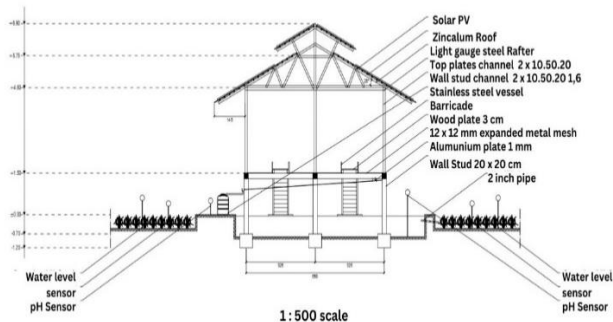 Solar PV
Zincalum Roof
Light gauge steel Rafter
Top plates channel 2 x 10.50.20
Wall stud channel 2 x 10.50.20 1,6
Stainless steel vessel
Barricade
Wood plate 3 cm
12 x 12 mm expanded metal mesh
Alumunium plate 1 mm
Wall Stud 20 x 20 cm
2 inch pipe
Water level
sensor
pH Sensor
Water level
sensor
pH Sensor
1 : 500 scale